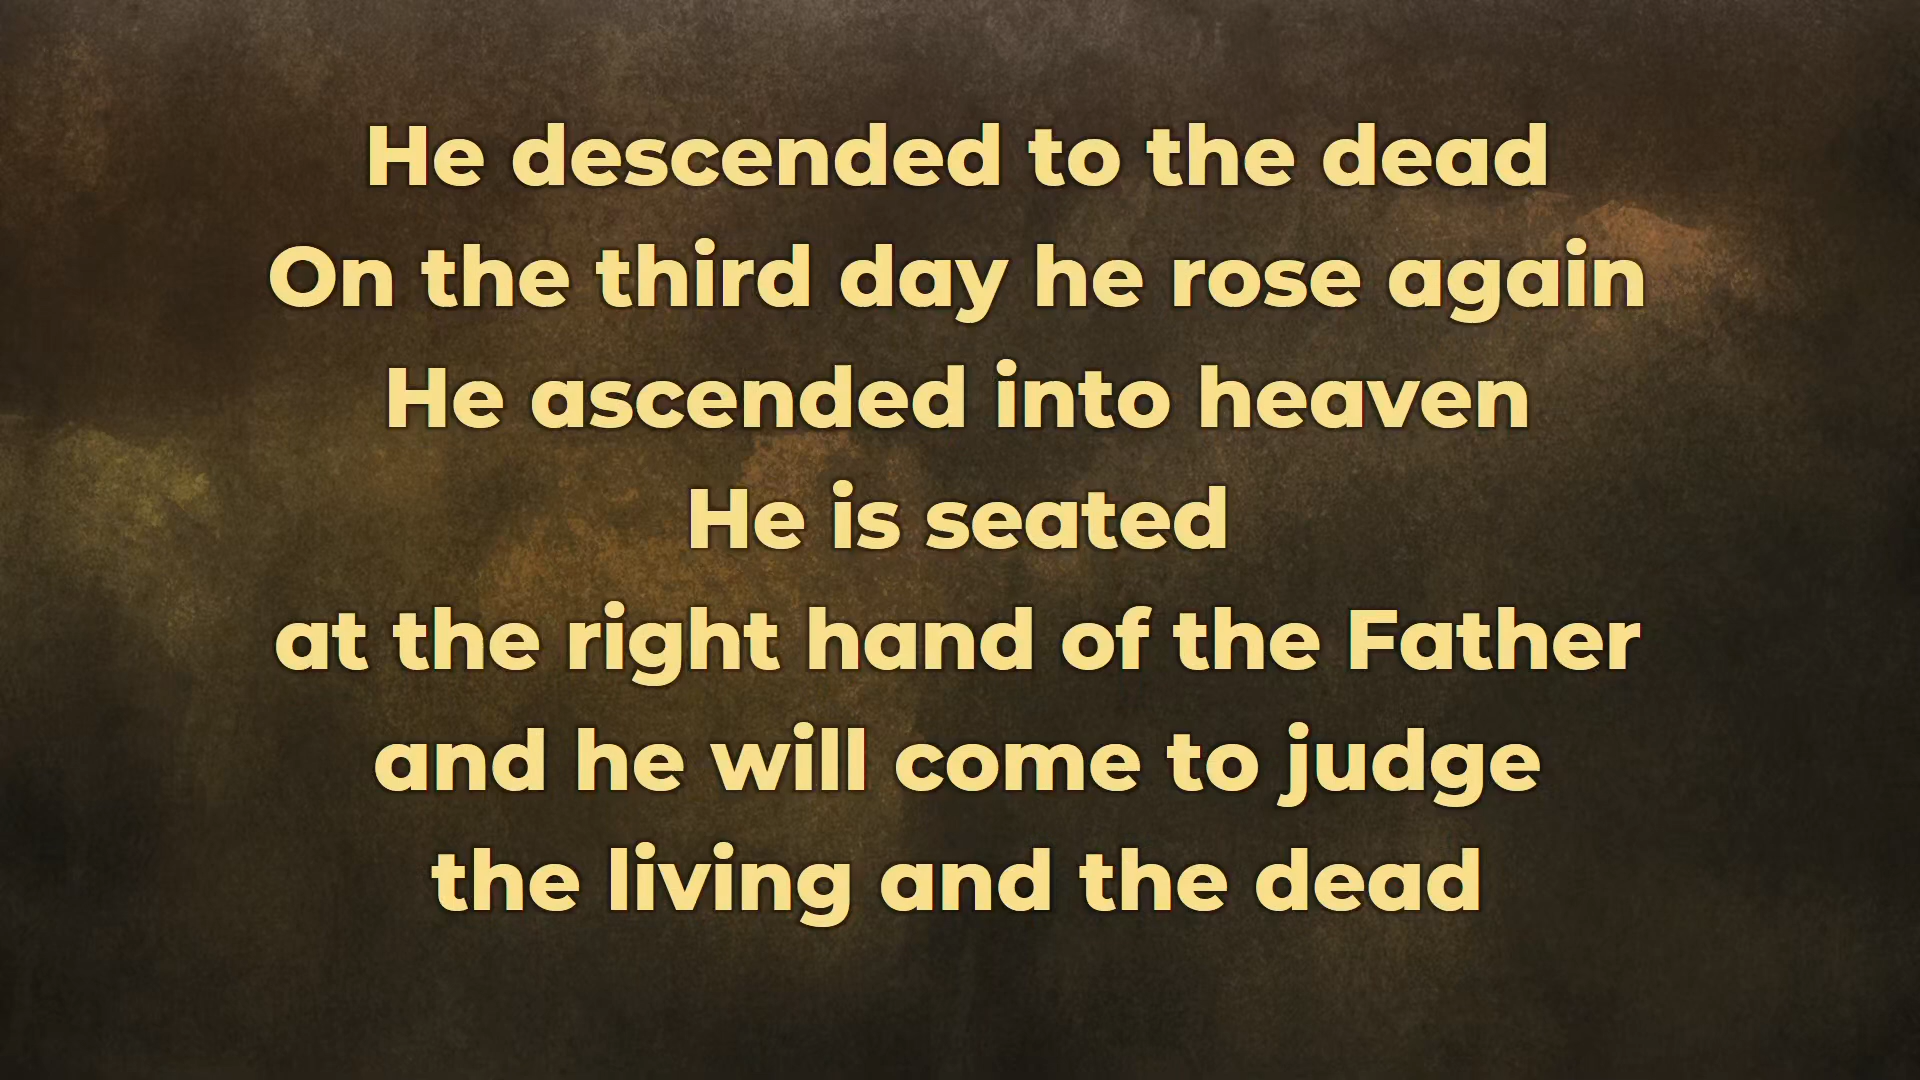 He descended to the dead
On the third day he rose again
He ascended into heaven
He is seated
at the right hand of the Father
and he will come to judge
the living and the dead